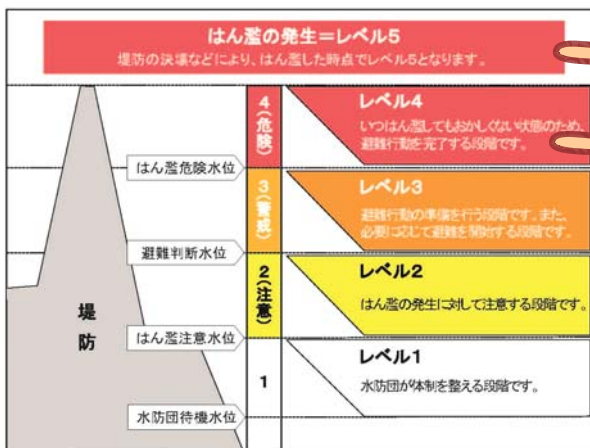 はん濫の発生=レベル5
堤防の決壊などにより、はん濫した時点でレベル5となります。
4(危険)
レベル4
いつはん濫してもおかしくない状態のため、
避難行動を完了する段階です。
はん濫危険水位
3(警戒)
レベル3
避難行動の準備を行う段階です。また、
必要に応じて避難を開始する段階です。
避難判断水位
2(注意)
レベル2
はん濫の発生に対して注意する段階です。
堤防
はん濫注意水位
1
レベル1
水防団が体制を整える段階です。
水防団待機水位